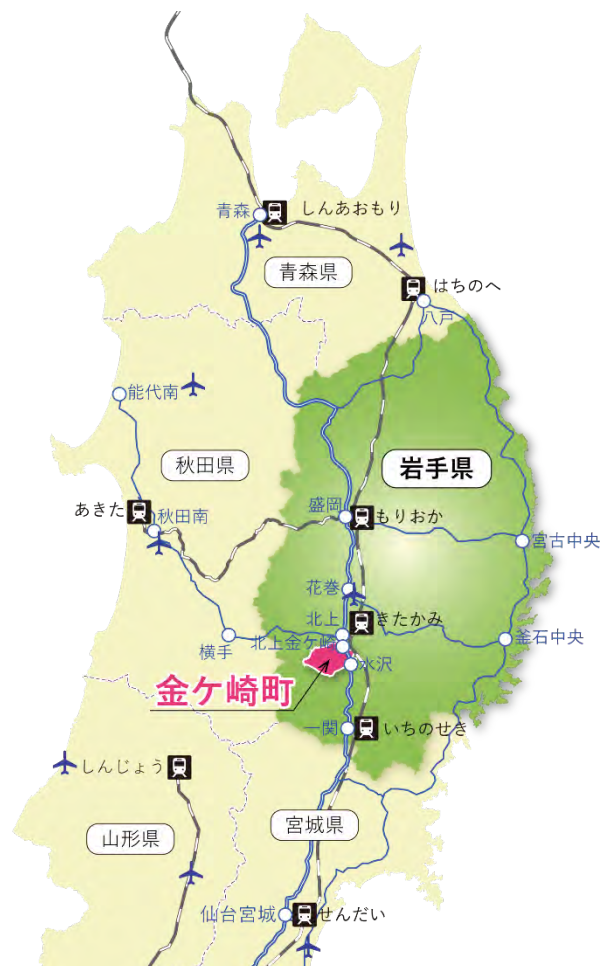 青森
しんあおもり
青森県
はちのへ
八戸
能代南
秋田県
岩手県
あきた
秋田南
盛岡
もりおか
宮古中央
花巻
北上
きたかみ
北上金ケ崎
釜石中央
横手
水沢
金ケ崎町
一関
いちのせき
しんじょう
山形県
宮城県
仙台宮城
せんだい